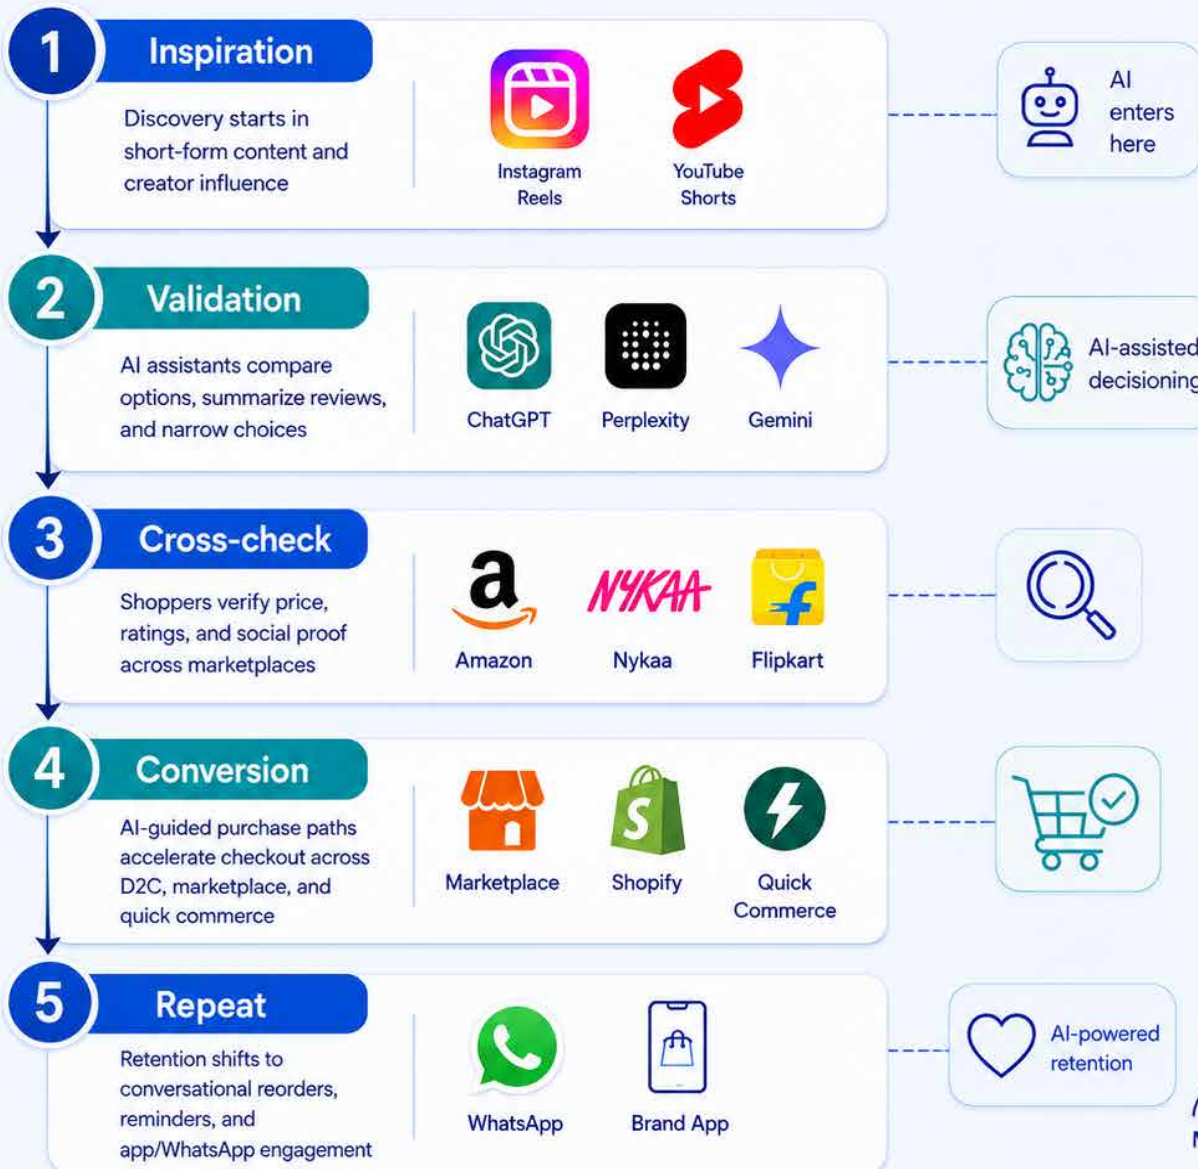 1
Inspiration
Discovery starts in
short-form content and
creator influence
Instagram
Reels
YouTube
Shorts
AI
enters
here
2
Validation
AI assistants compare
options, summarize reviews,
and narrow choices
ChatGPT
Perplexity
Gemini
AI-assisted
decisioning
3
Cross-check
Shoppers verify price,
ratings, and social proof
across marketplaces
a
Amazon
NYKAA
Nykaa
f
Flipkart
4
Conversion
AI-guided purchase paths
accelerate checkout across
D2C, marketplace, and
quick commerce
Marketplace
S
Shopify
Quick
Commerce
5
Repeat
Retention shifts to
conversational reorders,
reminders, and
app/WhatsApp engagement
WhatsApp
Brand App
AI-powered
retention